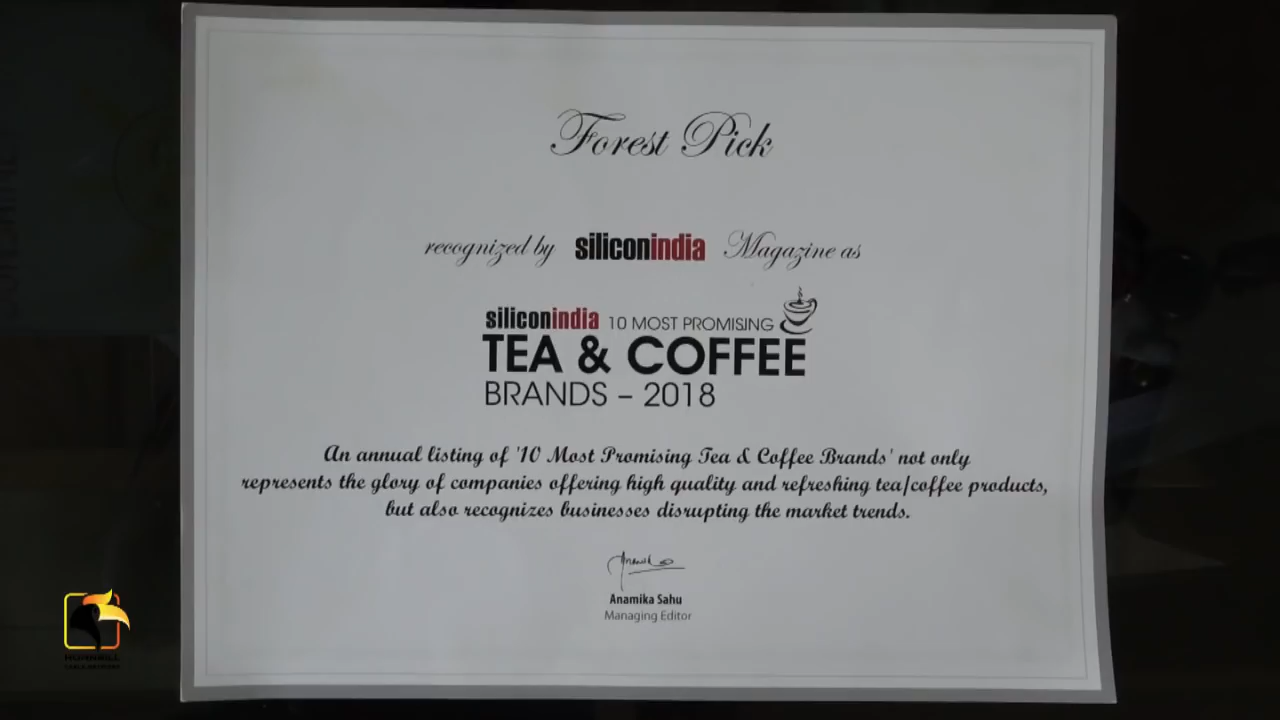 Forest Pick
recognized by siliconindia Magazine as
siliconindia 10 MOST PROMISING
TEA & COFFEE
BRANDS – 2018
An annual listing of '10 Most Promising Tea & Coffee Brands' not only
represents the glory of companies offering high quality and refreshing tea/coffee products,
but also recognizes businesses disrupting the market trends.
Anamika Sahu
Managing Editor
HORNBILL